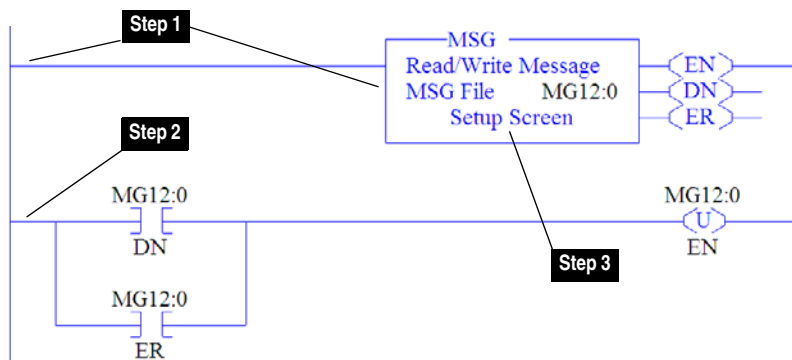 Step 1
MSG
Read/Write Message
MSG File MG12:0
Setup Screen
EN
DN
ER
Step 2
MG12:0
DN
MG12:0
U
EN
Step 3
MG12:0
ER